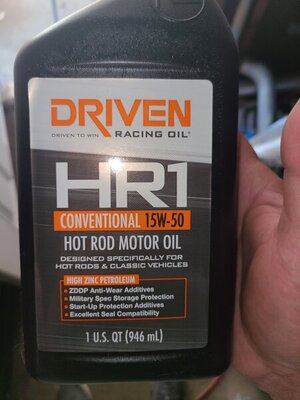 DRIVEN
DRIVEN TO WIN RACING OIL®
HR1
CONVENTIONAL 15W-50
HOT ROD MOTOR OIL
DESIGNED SPECIFICALLY FOR
HOT RODS & CLASSIC VEHICLES
HIGH ZINC PETROLEUM
• ZDDP Anti-Wear Additives
• Military Spec Storage Protection
• Start-Up Protection Additives
• Excellent Seal Compatibility
1 U.S. QT (946 mL)